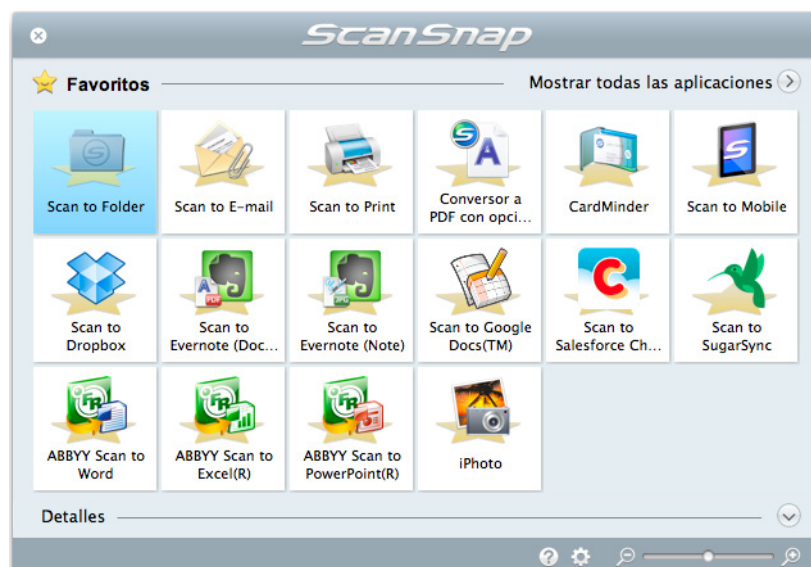 ScanSnap
Favoritos
Mostrar todas las aplicaciones
Scan to Folder
Scan to E-mail
Scan to Print
Conversor a
PDF con opci...
CardMinder
Scan to Mobile
Scan to
Dropbox
Scan to
Evernote (Doc...
Scan to
Evernote (Note)
Scan to Google
Docs(TM)
Scan to
Salesforce Ch...
Scan to
SugarSync
ABBYY Scan to
Word
ABBYY Scan to
Excel(R)
ABBYY Scan to
PowerPoint(R)
iPhoto
Detalles